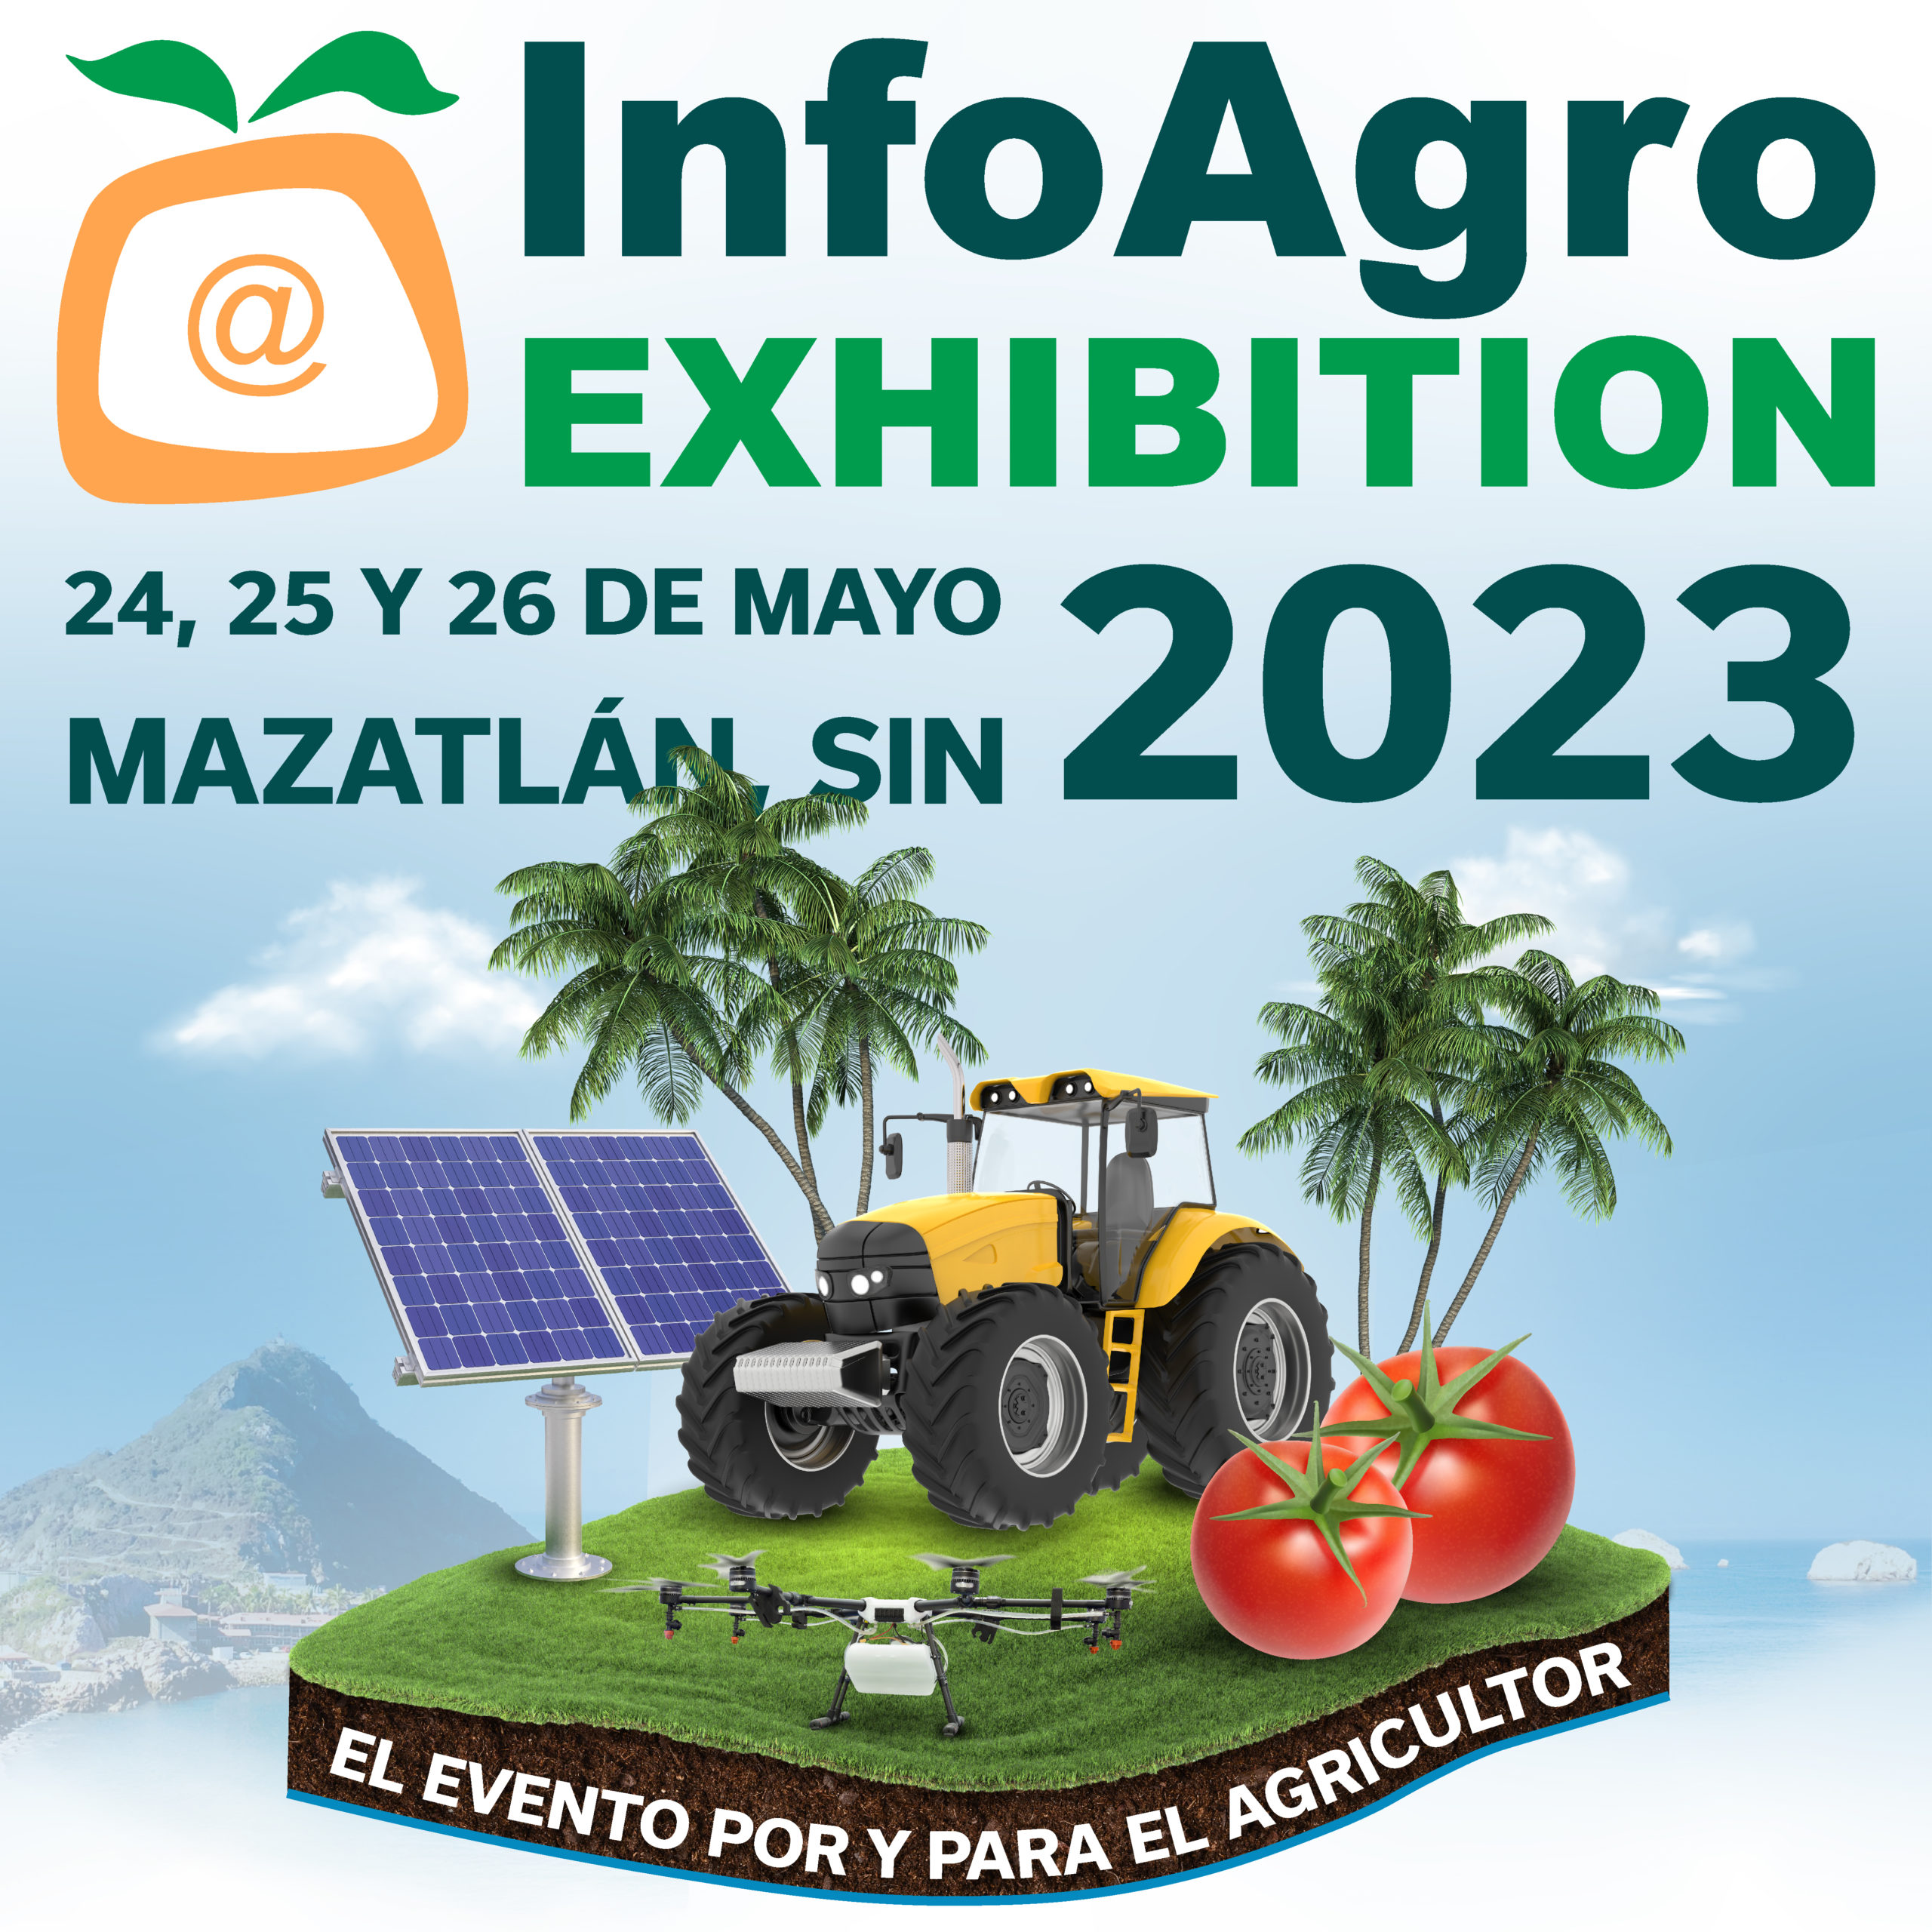 @
InfoAgro
EXHIBITION
24, 25 Y 26 DE MAYO
MAZATLÁN, SIN
2023
EL EVENTO POR Y PARA EL AGRICULTOR